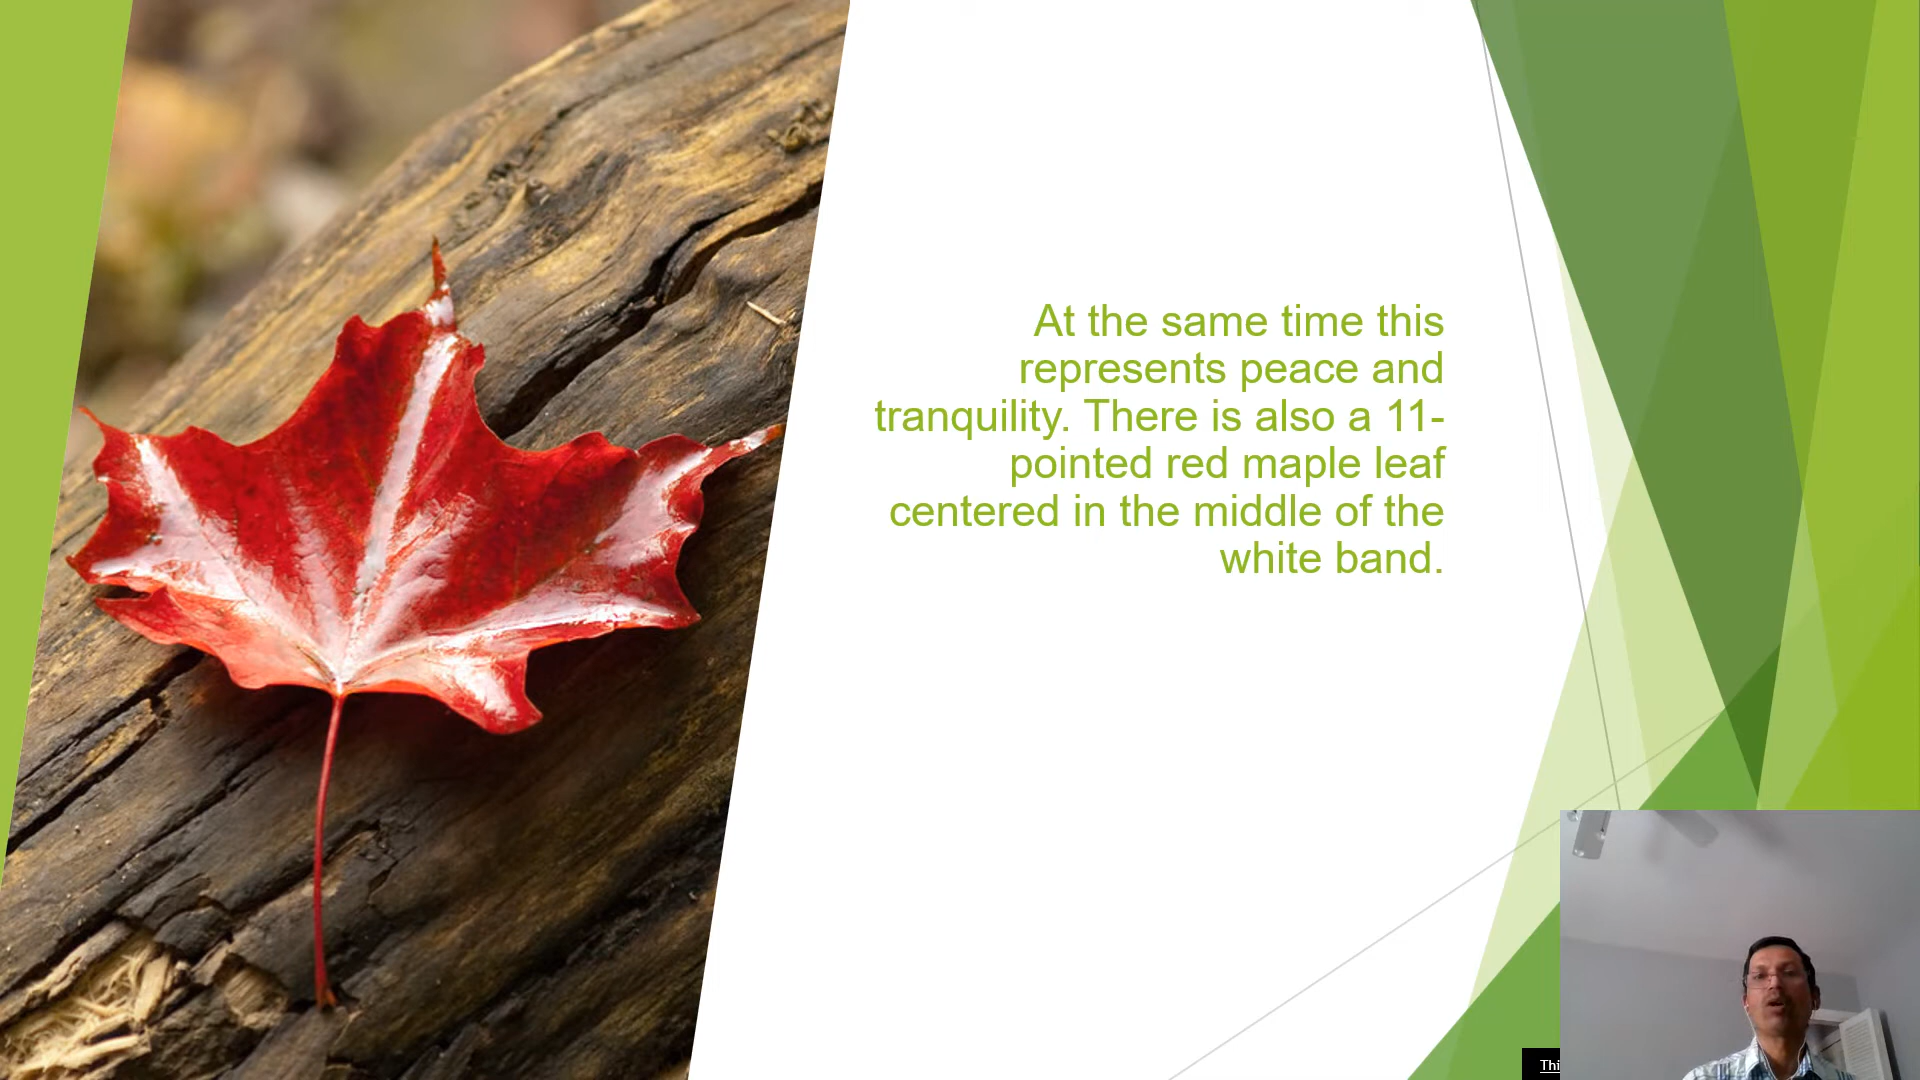 At the same time this
represents peace and
tranquility. There is also a 11-
pointed red maple leaf
centered in the middle of the
white band.
Thi